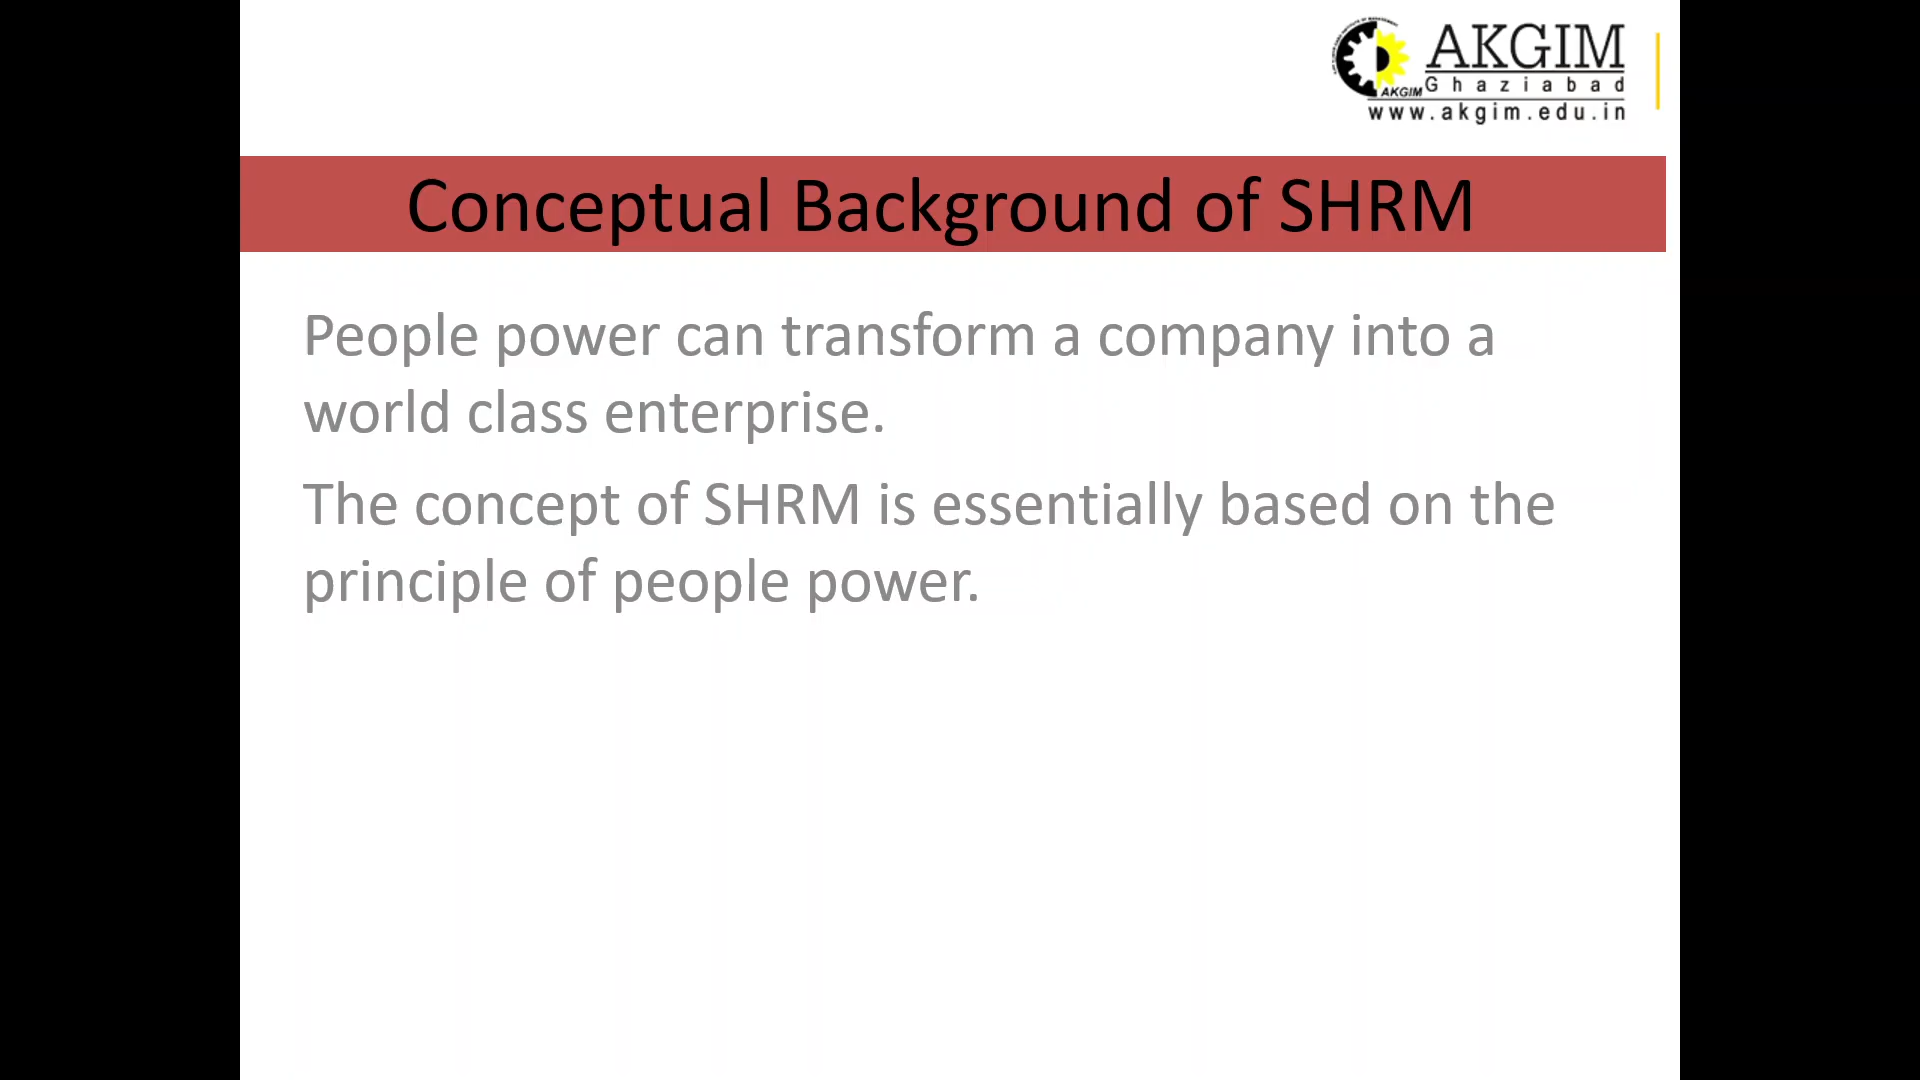 AKGIM
Ghaziabad
AKGIM
www.akgim.edu.in
Conceptual Background of SHRM
People power can transform a company into a
world class enterprise.
The concept of SHRM is essentially based on the
principle of people power.